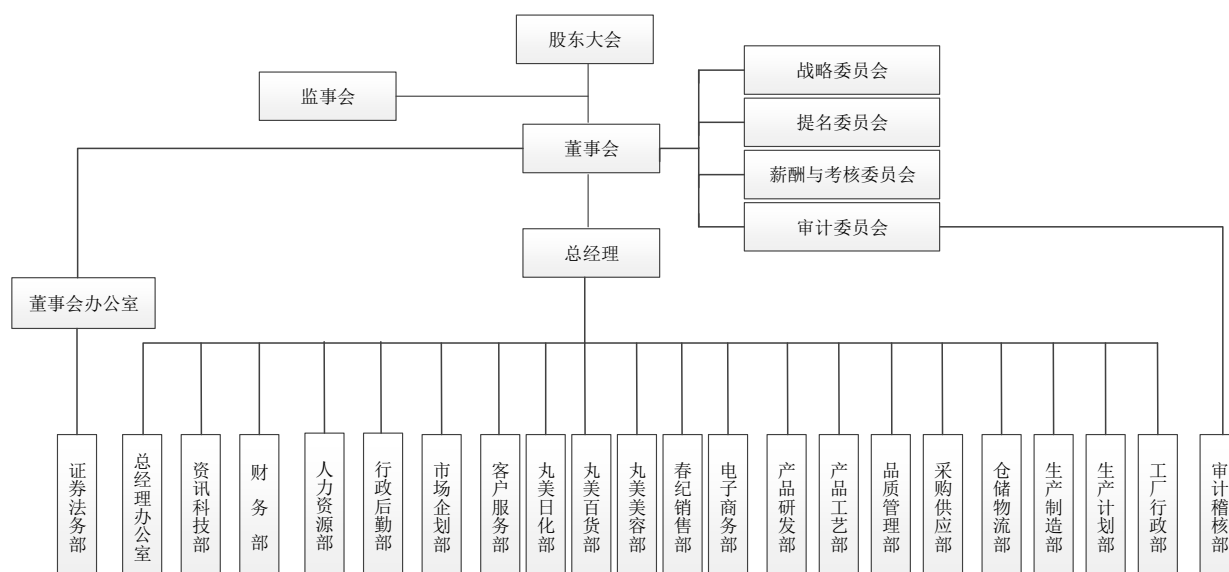 股东大会
监事会
战略委员会
提名委员会
董事会
薪酬与考核委员会
审计委员会
总经理
董事会办公室
证券法务部
总经理办公室
资讯科技部
财务部
人力资源部
行政后勤部
市场企划部
客户服务部
丸美日化部
丸美百货部
丸美美容部
春纪销售部
电子商务部
产品研发部
产品工艺部
品质管理部
采购供应部
仓储物流部
生产制造部
生产计划部
工厂行政部
审计稽核部